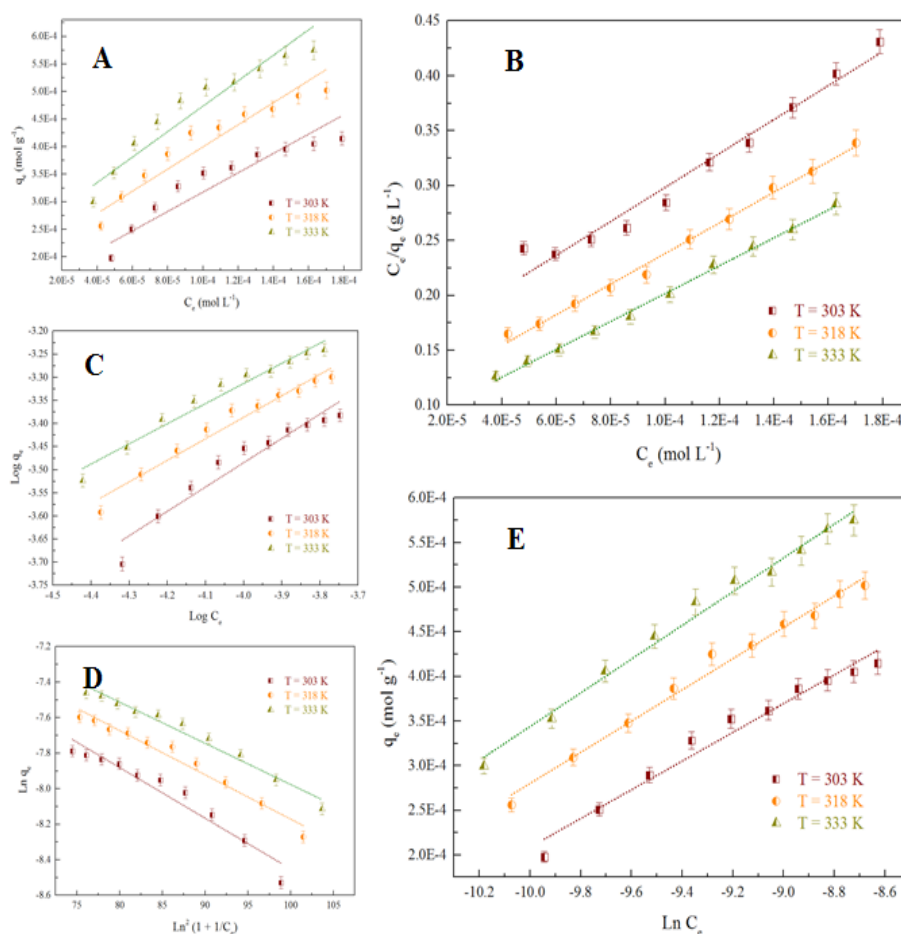 A
6.0E-4
5.5E-4
5.0E-4
4.5E-4
4.0E-4
3.5E-4
3.0E-4
2.5E-4
2.0E-4
qₑ (mol g⁻¹)
T = 303 K
T = 318 K
T = 333 K
2.0E-5 4.0E-5 6.0E-5 8.0E-5 1.0E-4 1.2E-4 1.4E-4 1.6E-4 1.8E-4
Cₑ (mol L⁻¹)
B
0.45
0.40
0.35
0.30
0.25
0.20
0.15
0.10
Cₑ/qₑ (g L⁻¹)
T = 303 K
T = 318 K
T = 333 K
2.0E-5 4.0E-5 6.0E-5 8.0E-5 1.0E-4 1.2E-4 1.4E-4 1.6E-4 1.8E-4
Cₑ (mol L⁻¹)
C
-3.20
-3.25
-3.30
-3.35
-3.40
-3.45
-3.50
-3.55
-3.60
-3.65
-3.70
-3.75
Log qₑ
T = 303 K
T = 318 K
T = 333 K
-4.5 -4.4 -4.3 -4.2 -4.1 -4.0 -3.9 -3.8 -3.7
Log Cₑ
D
-7.2
-7.4
-7.6
-7.8
-8.0
-8.2
-8.4
-8.6
Ln qₑ
T = 303 K
T = 318 K
T = 333 K
75 80 85 90 95 100 105
Ln² (1 + 1/Cₑ)
E
6.0E-4
5.5E-4
5.0E-4
4.5E-4
4.0E-4
3.5E-4
3.0E-4
2.5E-4
2.0E-4
qₑ (mol g⁻¹)
T = 303 K
T = 318 K
T = 333 K
-10.2 -10.0 -9.8 -9.6 -9.4 -9.2 -9.0 -8.8 -8.6
Ln Cₑ